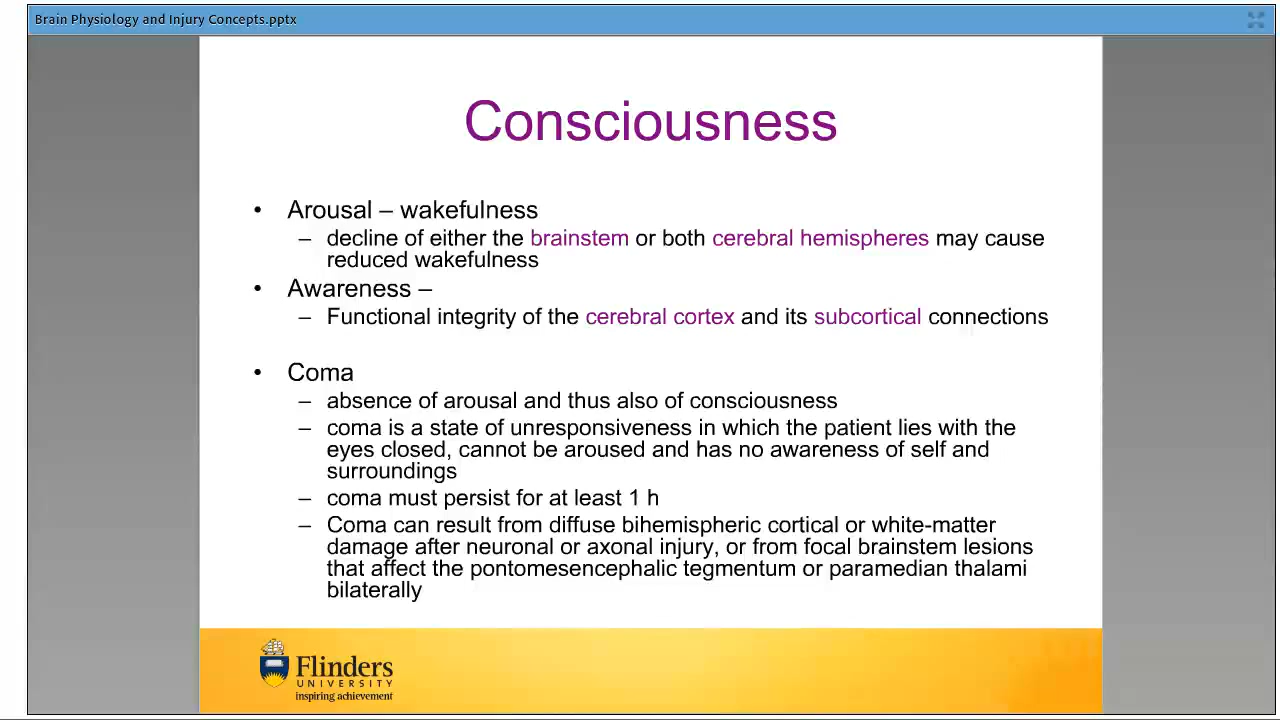 Brain Physiology and Injury Concepts.pptx
Consciousness
• Arousal – wakefulness
– decline of either the brainstem or both cerebral hemispheres may cause
reduced wakefulness
• Awareness –
– Functional integrity of the cerebral cortex and its subcortical connections
• Coma
– absence of arousal and thus also of consciousness
– coma is a state of unresponsiveness in which the patient lies with the
eyes closed, cannot be aroused and has no awareness of self and
surroundings
– coma must persist for at least 1 h
– Coma can result from diffuse bihemispheric cortical or white-matter
damage after neuronal or axonal injury, or from focal brainstem lesions
that affect the pontomesencephalic tegmentum or paramedian thalami
bilaterally
Flinders
UNIVERSITY
inspiring achievement